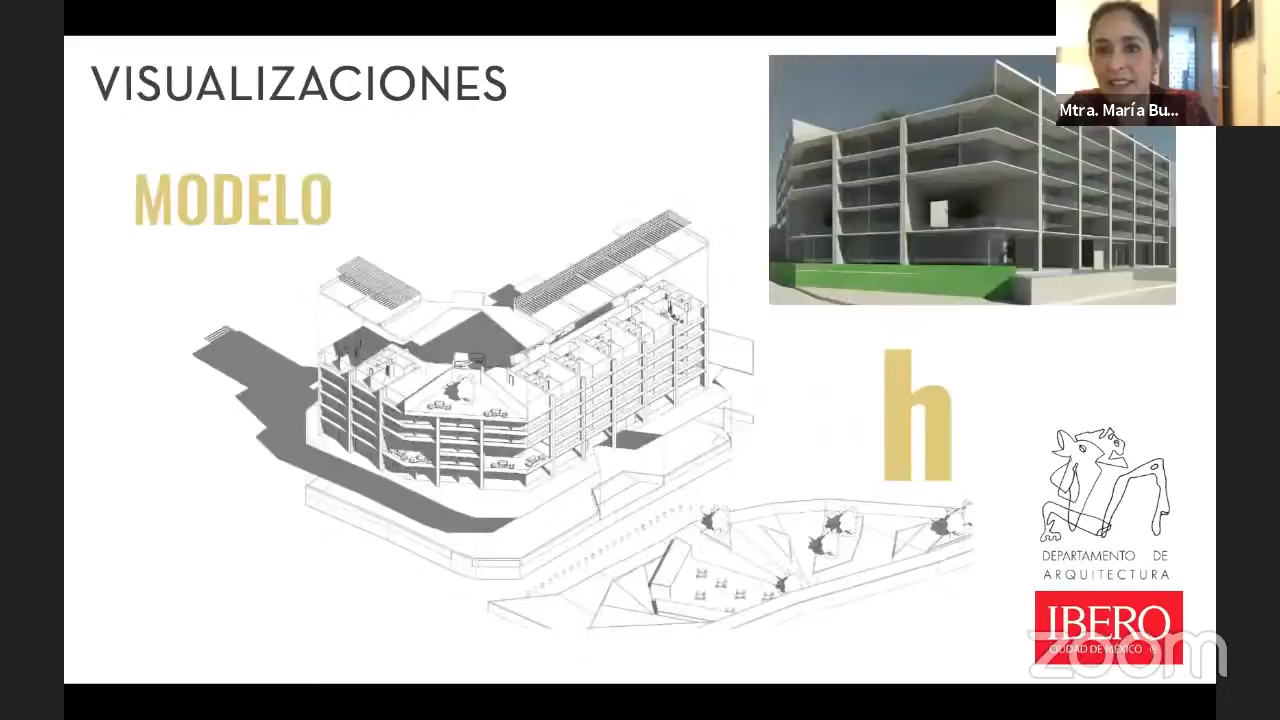 VISUALIZACIONES
Mtra. María Bu...
MODELO
h
DEPARTAMENTO DE
ARQUITECTURA
IBERO
CIUDAD DE MÉXICO ®
zoom